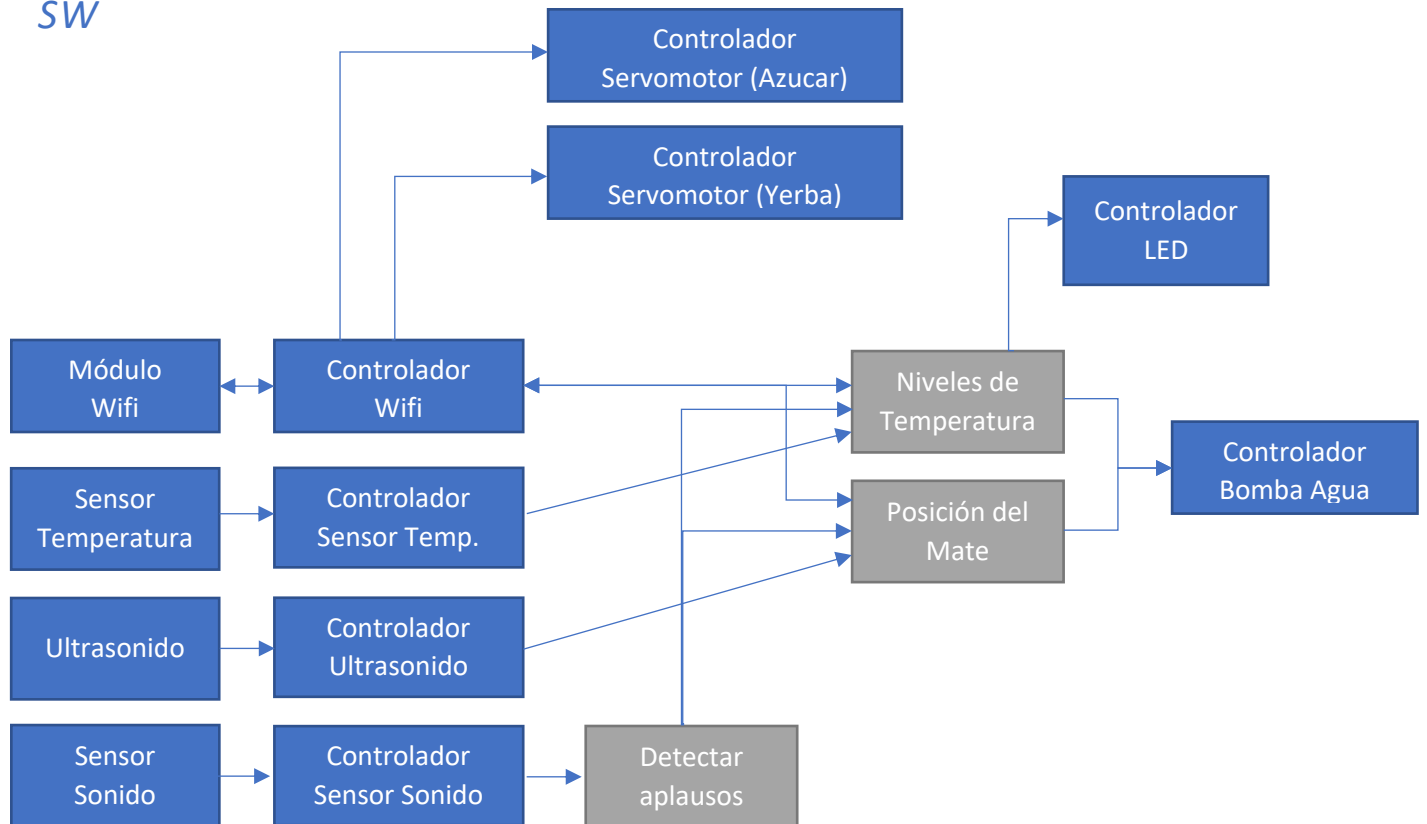 SW
Controlador
Servomotor (Azucar)
Controlador
Servomotor (Yerba)
Controlador
LED
Módulo
Wifi
Controlador
Wifi
Niveles de
Temperatura
Controlador
Bomba Agua
Sensor
Temperatura
Controlador
Sensor Temp.
Posición del
Mate
Ultrasonido
Controlador
Ultrasonido
Sensor
Sonido
Controlador
Sensor Sonido
Detectar
aplausos